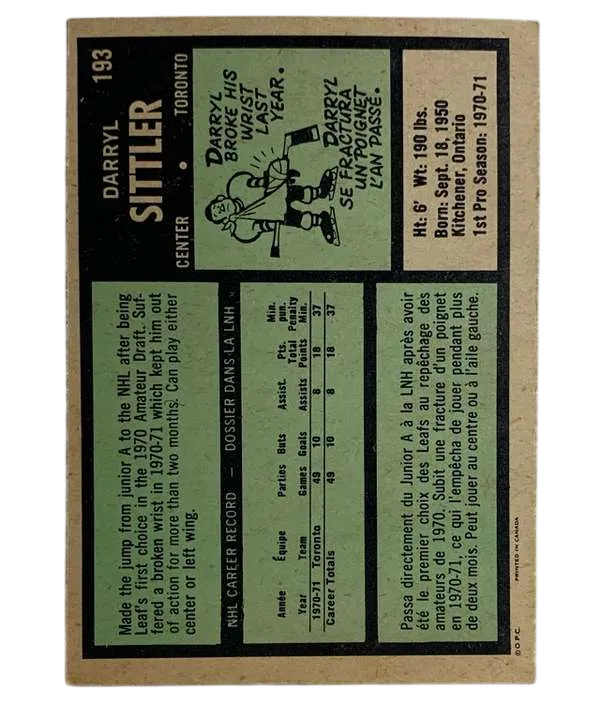 193
DARRYL
SITTLER
CENTER • TORONTO
DARRYL
BROKE HIS
WRIST
LAST
YEAR.
DARRYL
SE FRACTURA
UN POIGNET
L'AN PASSÉ.
Ht: 6' Wt: 190 lbs.
Born: Sept. 18, 1950
Kitchener, Ontario
1st Pro Season: 1970-71
Made the jump from junior A to the NHL after being
Leaf's first choice in the 1970 Amateur Draft. Suf-
fered a broken wrist in 1970-71 which kept him out
of action for more than two months. Can play either
center or left wing.
NHL CAREER RECORD — DOSSIER DANS LA LNH
Année Équipe Parties Buts Assist. Pts. Min. pun.
Year Team Games Goals Assists Total Points Penalty Min.
1970-71 Toronto 49 10 8 18 37
Career Totals 49 10 8 18 37
Passa directement du Junior A à la LNH après avoir
été le premier choix des Leafs au repêchage des
amateurs de 1970. Subit une fracture d'un poignet
en 1970-71, ce qui l'empêcha de jouer pendant plus
de deux mois. Peut jouer au centre ou à l'aile gauche.
© O.P.C. PRINTED IN CANADA